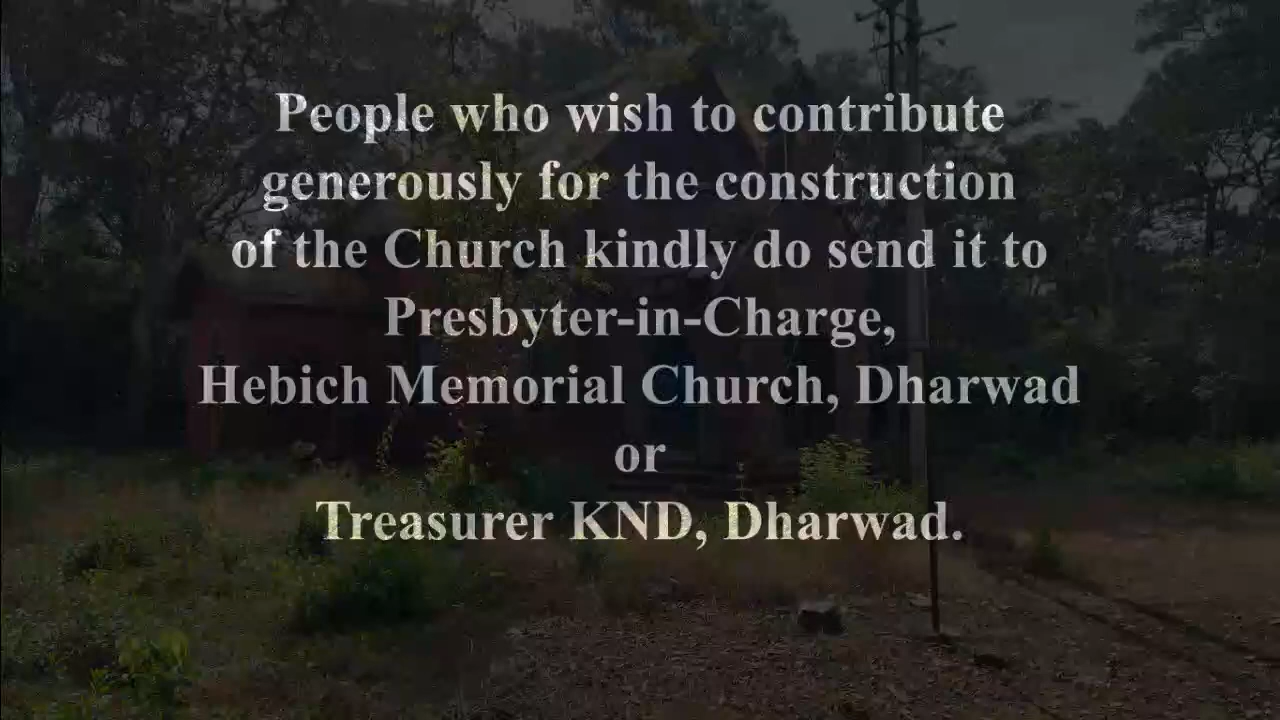 People who wish to contribute
generously for the construction
of the Church kindly do send it to
Presbyter-in-Charge,
Hebich Memorial Church, Dharwad
or
Treasurer KND, Dharwad.